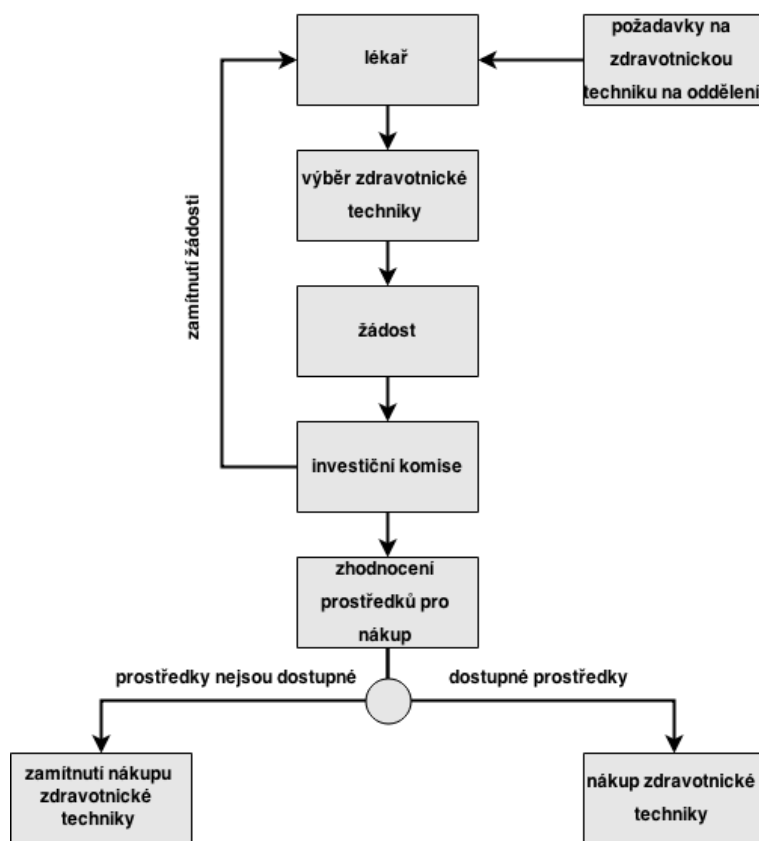 lékař
požadavky na
zdravotnickou
techniku na oddělení
výběr zdravotnické
techniky
zamítnutí žádosti
žádost
investiční komise
zhodnocení
prostředků pro
nákup
prostředky nejsou dostupné
dostupné prostředky
zamítnutí nákupu
zdravotnické
techniky
nákup zdravotnické
techniky